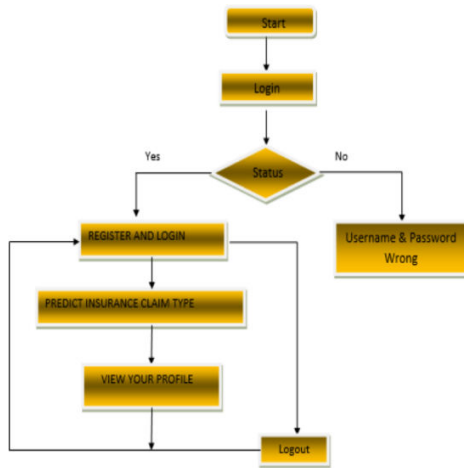 Start
Login
Yes
No
Status
REGISTER AND LOGIN
Username & Password
Wrong
PREDICT INSURANCE CLAIM TYPE
VIEW YOUR PROFILE
Logout